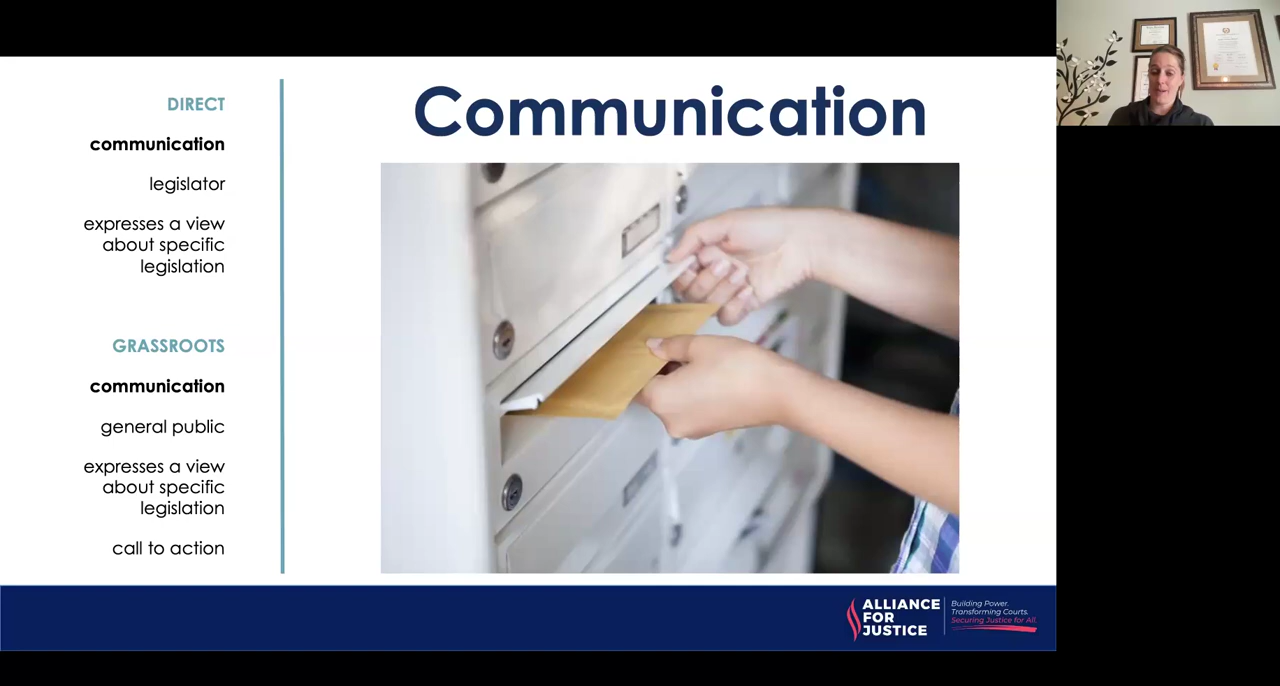 DIRECT
communication
legislator
expresses a view
about specific
legislation
GRASSROOTS
communication
general public
expresses a view
about specific
legislation
call to action
Communication
ALLIANCE
FOR
JUSTICE
Building Power.
Transforming Courts.
Securing Justice for All.